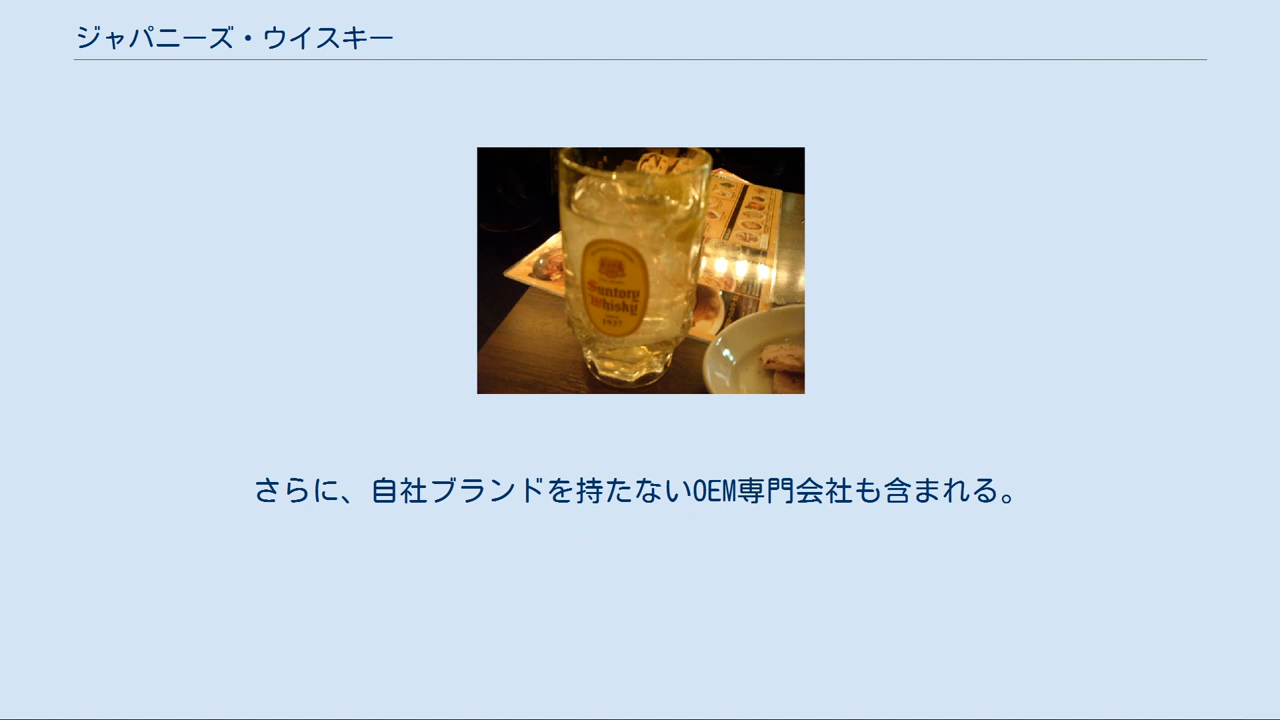 ジャパニーズ・ウイスキー
Suntory
Whisky
1937
さらに、自社ブランドを持たないOEM専門会社も含まれる。